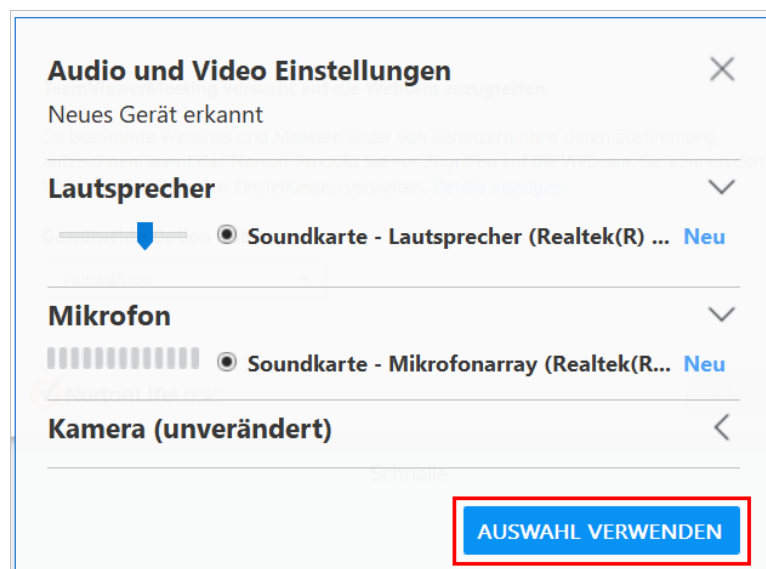 Audio und Video Einstellungen
Neues Gerät erkannt
Lautsprecher
Soundkarte - Lautsprecher (Realtek(R) ... Neu
Mikrofon
Soundkarte - Mikrofonarray (Realtek(R... Neu
Kamera (unverändert)
AUSWAHL VERWENDEN